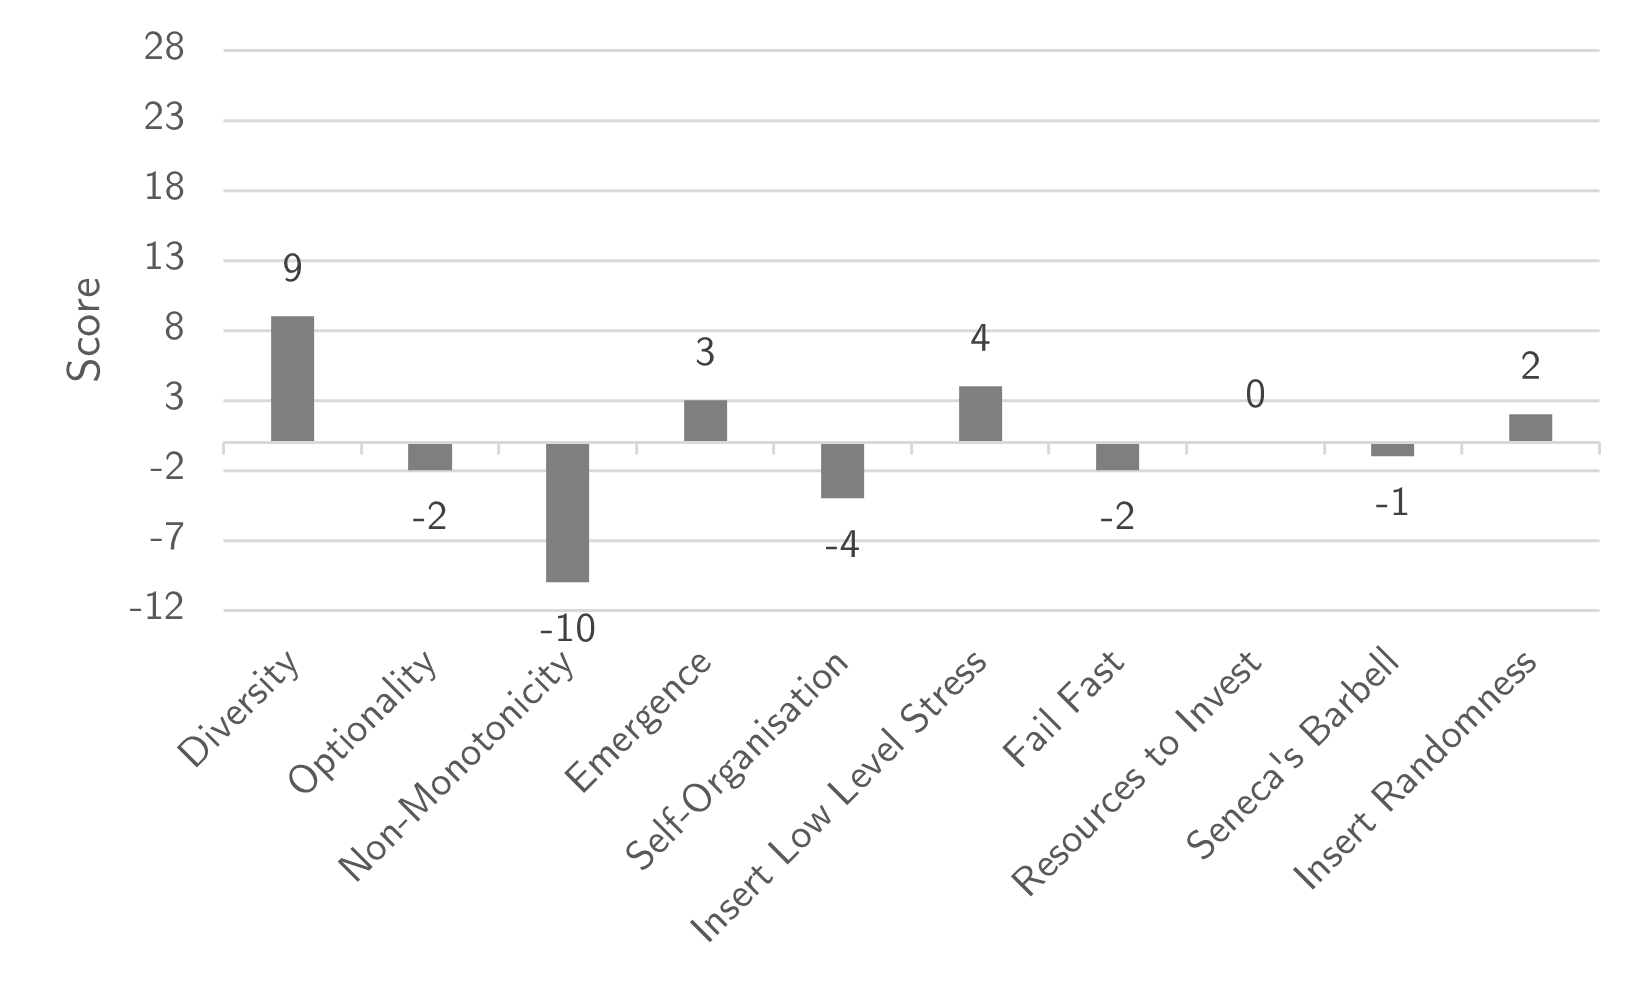 28
23
18
13
8
3
-2
-7
-12
Score
9
-2
-10
3
-4
4
-2
0
-1
2
Diversity
Optionality
Non-Monotonicity
Emergence
Self-Organisation
Insert Low Level Stress
Fail Fast
Resources to Invest
Seneca's Barbell
Insert Randomness